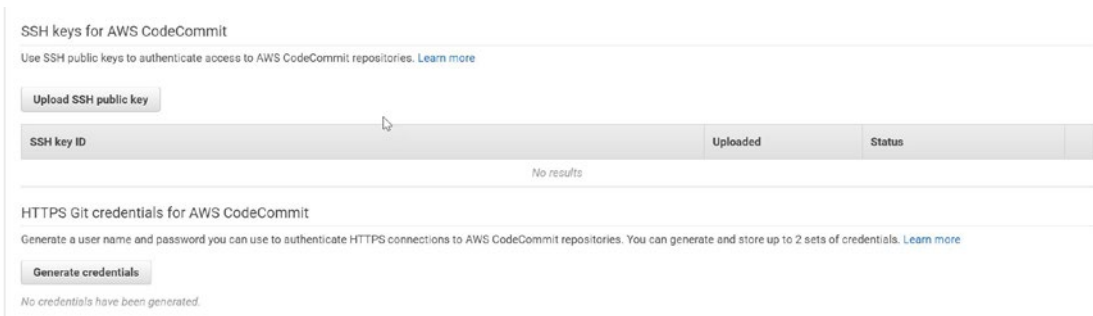 SSH keys for AWS CodeCommit
Use SSH public keys to authenticate access to AWS CodeCommit repositories. Learn more
Upload SSH public key
SSH key ID Uploaded Status
No results
HTTPS Git credentials for AWS CodeCommit
Generate a user name and password you can use to authenticate HTTPS connections to AWS CodeCommit repositories. You can generate and store up to 2 sets of credentials. Learn more
Generate credentials
No credentials have been generated.